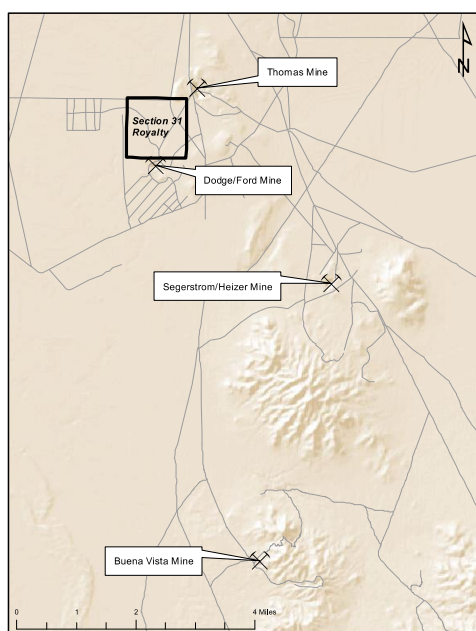 N
Thomas Mine
Section 31
Royalty
Dodge/Ford Mine
Segerstrom/Heizer Mine
Buena Vista Mine
0 1 2 4 Miles